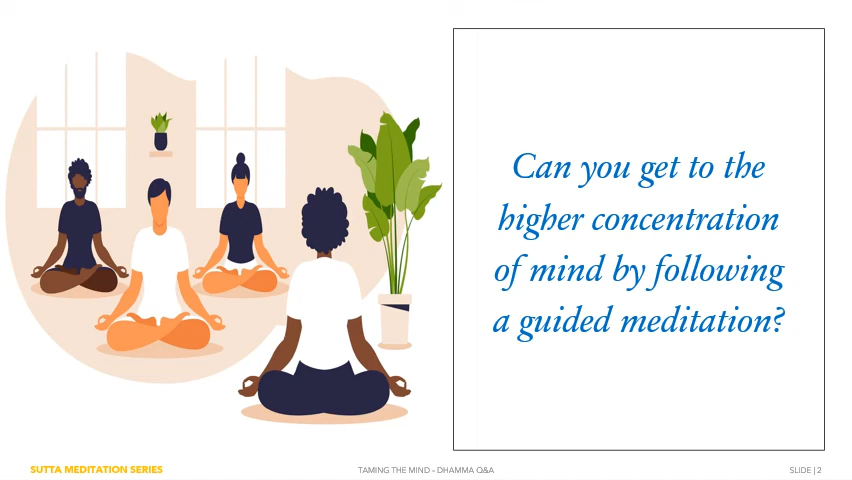 Can you get to the
higher concentration
of mind by following
a guided meditation?
SUTTA MEDITATION SERIES
TAMING THE MIND – DHAMMA Q&A
SLIDE | 2